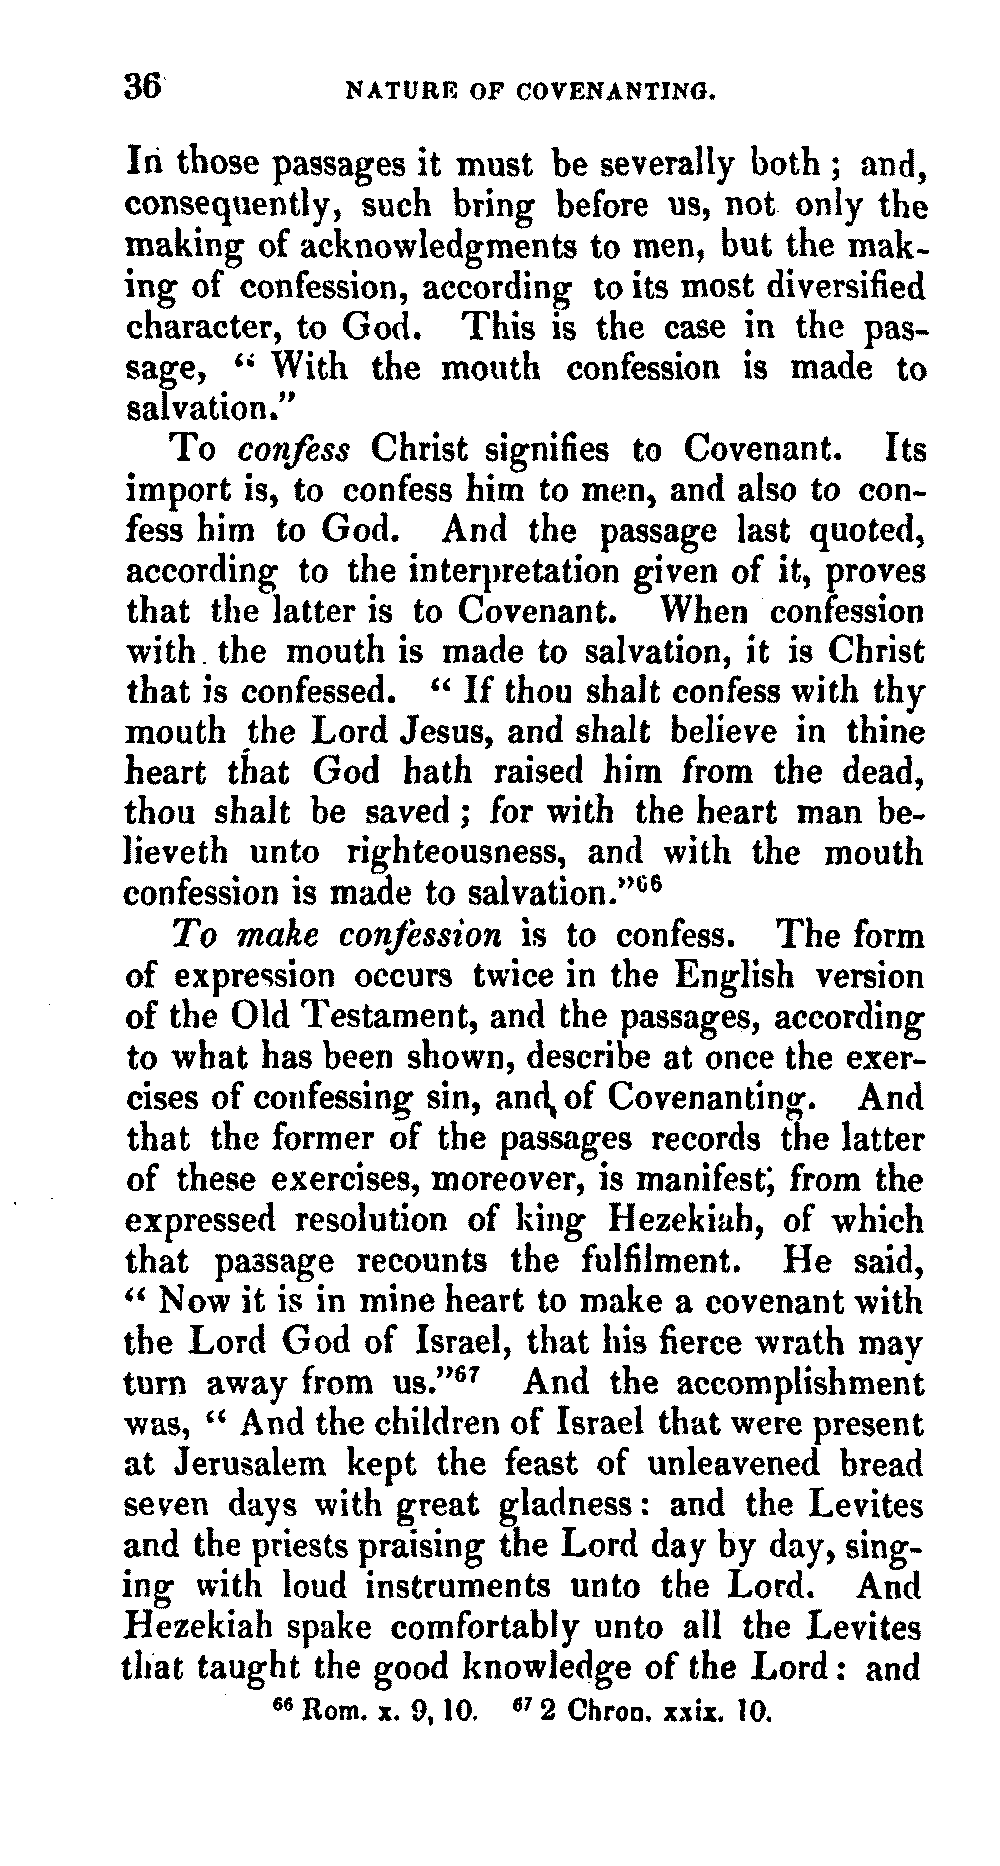 36 NATURE OF COVENANTING.
In those passages it must be severally both ; and,
consequently, such bring before us, not only the
making of acknowledgments to men, but the mak-
ing of confession, according to its most diversified
character, to God. This is the case in the pas-
sage, “ With the mouth confession is made to
salvation.”
To confess Christ signifies to Covenant. Its
import is, to confess him to men, and also to con-
fess him to God. And the passage last quoted,
according to the interpretation given of it, proves
that the latter is to Covenant. When confession
with the mouth is made to salvation, it is Christ
that is confessed. “ If thou shalt confess with thy
mouth the Lord Jesus, and shalt believe in thine
heart that God hath raised him from the dead,
thou shalt be saved ; for with the heart man be-
lieveth unto righteousness, and with the mouth
confession is made to salvation.”⁶⁶
To make confession is to confess. The form
of expression occurs twice in the English version
of the Old Testament, and the passages, according
to what has been shown, describe at once the exer-
cises of confessing sin, and of Covenanting. And
that the former of the passages records the latter
of these exercises, moreover, is manifest, from the
expressed resolution of king Hezekiah, of which
that passage recounts the fulfilment. He said,
“ Now it is in mine heart to make a covenant with
the Lord God of Israel, that his fierce wrath may
turn away from us.”⁶⁷ And the accomplishment
was, “ And the children of Israel that were present
at Jerusalem kept the feast of unleavened bread
seven days with great gladness : and the Levites
and the priests praising the Lord day by day, sing-
ing with loud instruments unto the Lord. And
Hezekiah spake comfortably unto all the Levites
that taught the good knowledge of the Lord : and
⁶⁶ Rom. x. 9, 10. ⁶⁷ 2 Chron. xxix. 10.